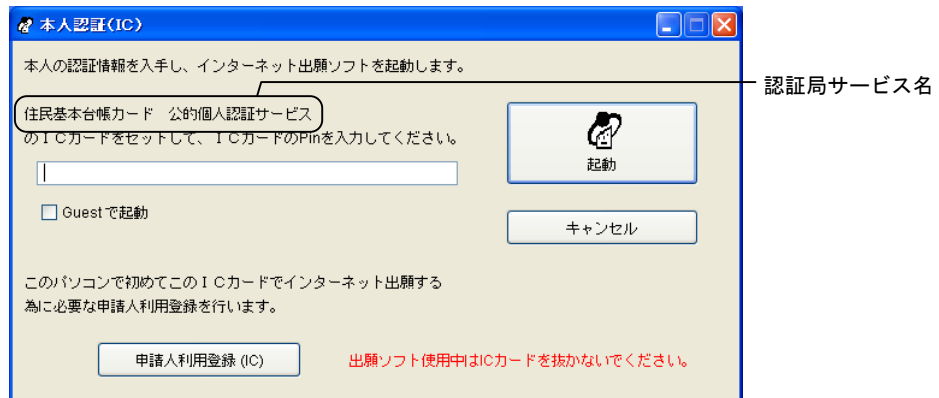 本人認証(IC)
本人の認証情報を入手し、インターネット出願ソフトを起動します。
認証局サービス名
住民基本台帳カード　公的個人認証サービス
のＩＣカードをセットして、ＩＣカードのPinを入力してください。
起動
Guestで起動
キャンセル
このパソコンで初めてこのＩＣカードでインターネット出願する
為に必要な申請人利用登録を行います。
申請人利用登録 (IC)
出願ソフト使用中はICカードを抜かないでください。